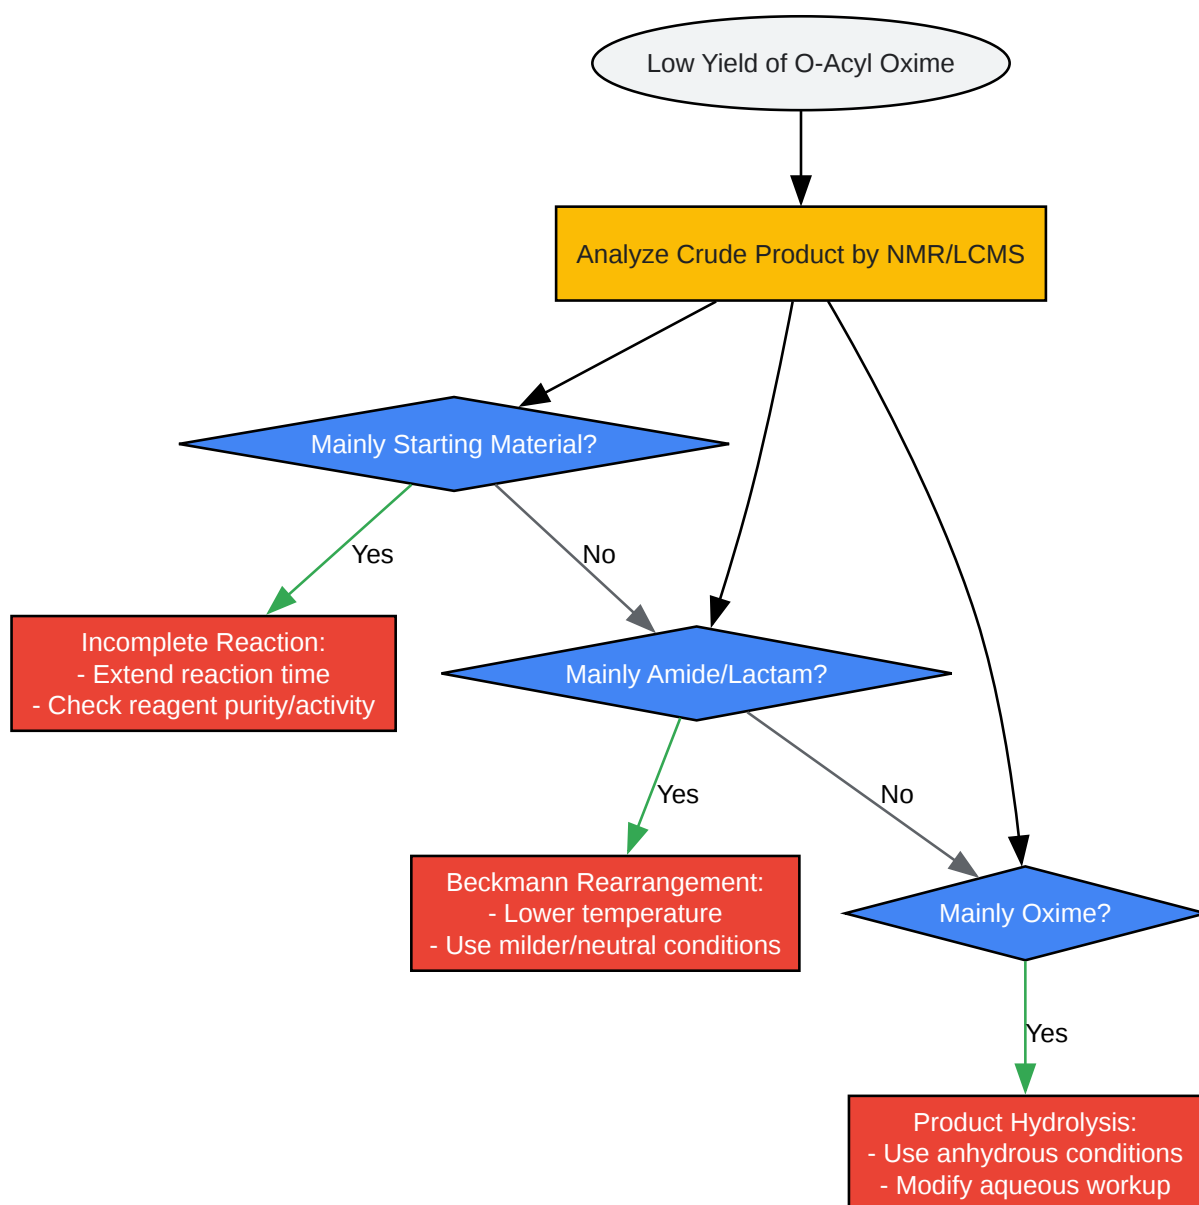 Low Yield of O-Acyl Oxime
Analyze Crude Product by NMR/LCMS
Mainly Starting Material?
Yes
No
Incomplete Reaction:
- Extend reaction time
- Check reagent purity/activity
Mainly Amide/Lactam?
Yes
No
Beckmann Rearrangement:
- Lower temperature
- Use milder/neutral conditions
Mainly Oxime?
Yes
Product Hydrolysis:
- Use anhydrous conditions
- Modify aqueous workup